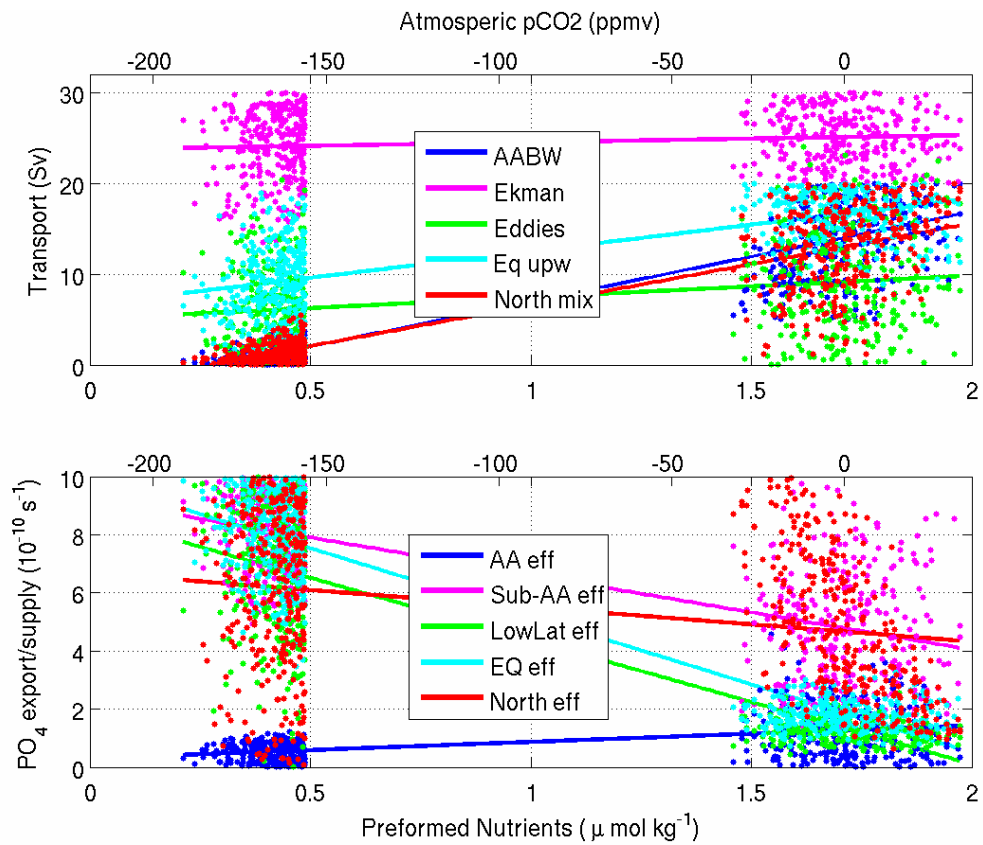 Atmosperic pCO2 (ppmv)
-200 -150 -100 -50 0
30
20
10
0
Transport (Sv)
AABW
Ekman
Eddies
Eq upw
North mix
0 0.5 1 1.5 2
-200 -150 -100 -50 0
10
8
6
4
2
0
PO4 export/supply (10-10 s-1)
AA eff
Sub-AA eff
LowLat eff
EQ eff
North eff
0 0.5 1 1.5 2
Preformed Nutrients ( μ mol kg-1)